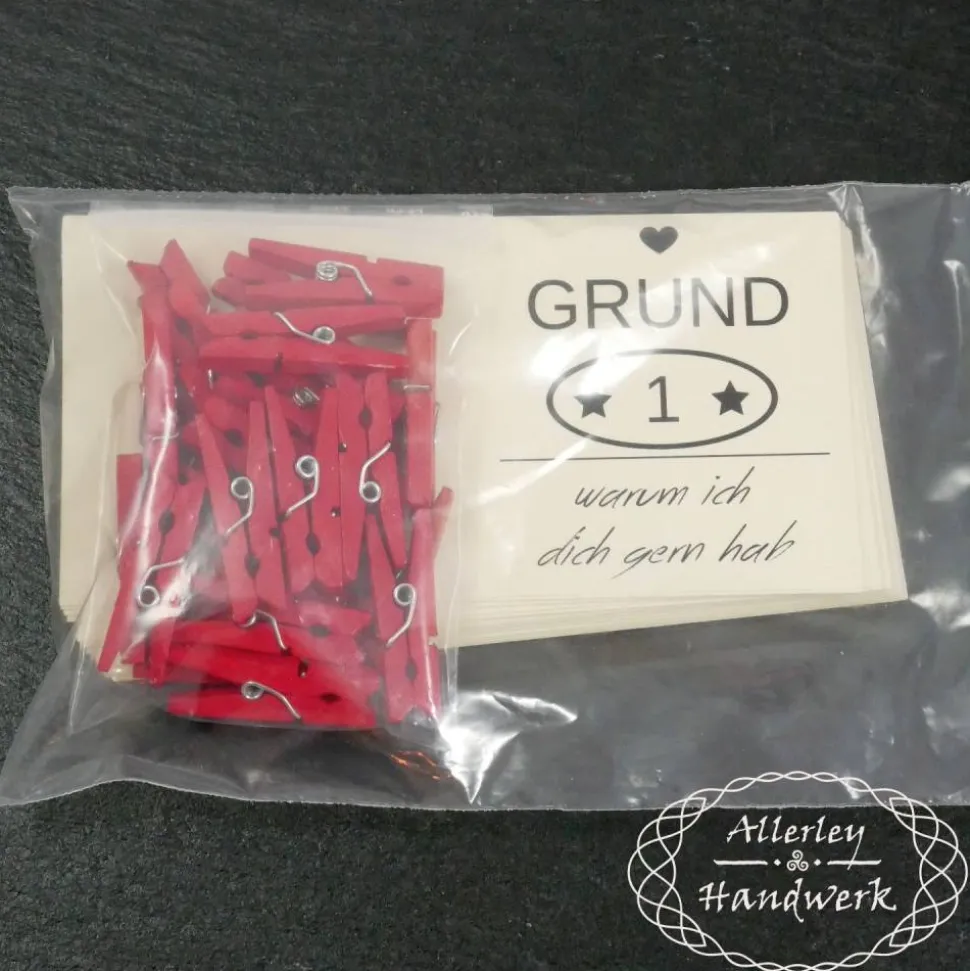 GRUND
1
warum ich
dich gern hab
Allerley
Handwerk